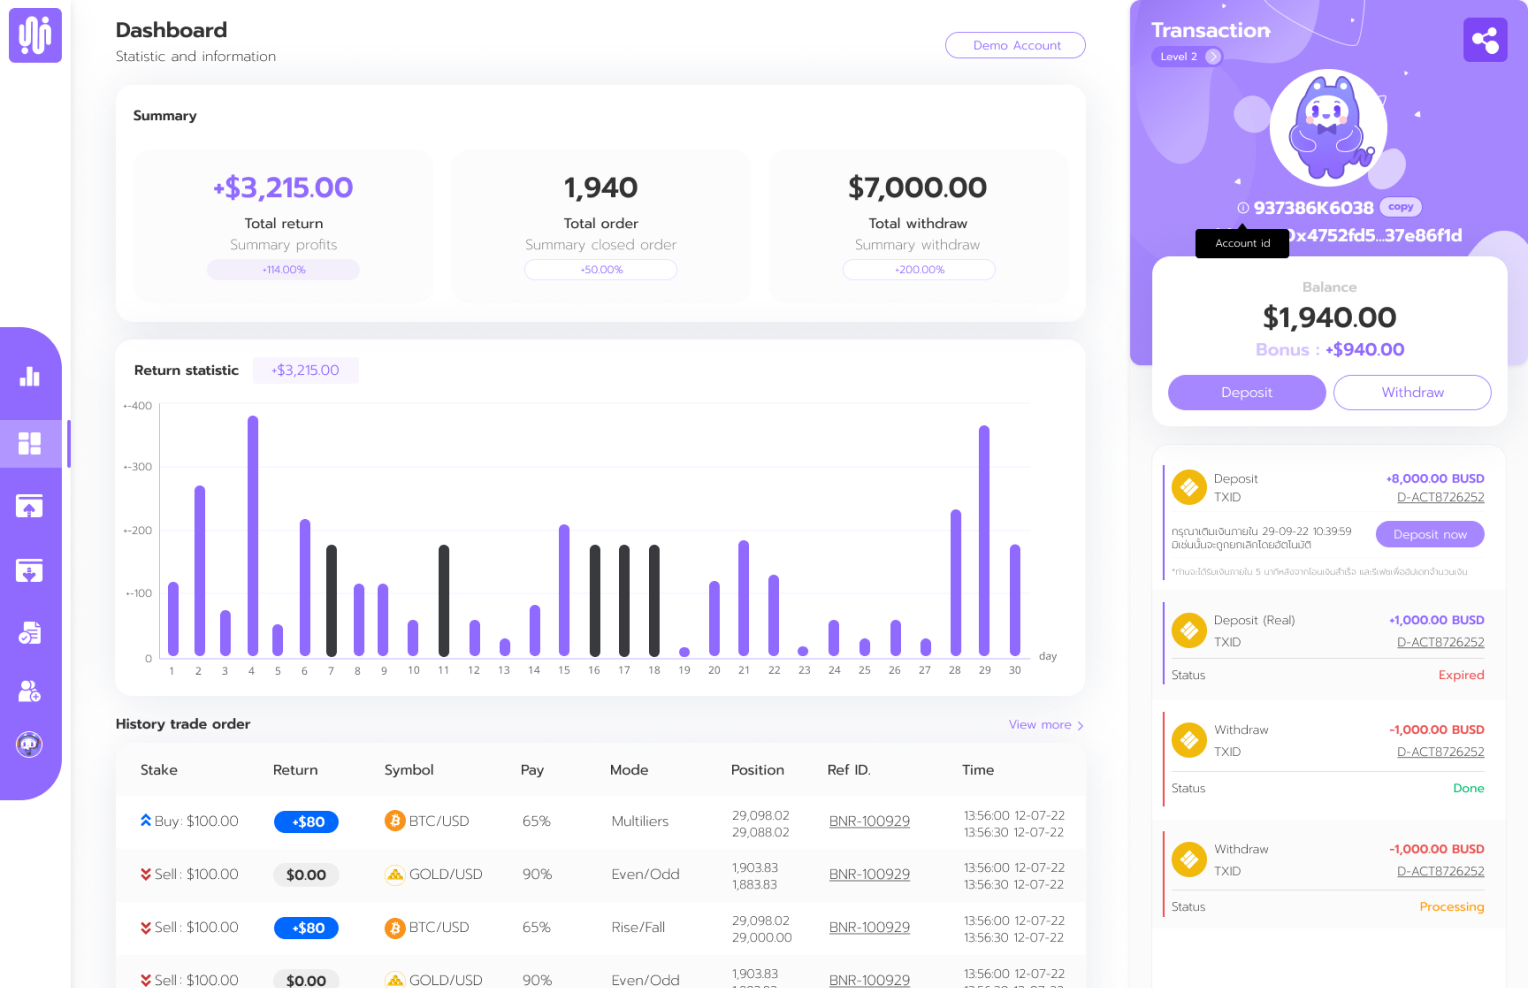 Dashboard
Statistic and information
Demo Account
Summary
+$3,215.00
Total return
Summary profits
+114.00%
1,940
Total order
Summary closed order
+50.00%
$7,000.00
Total withdraw
Summary withdraw
+200.00%
Return statistic
+$3,215.00
+-400
+-300
+-200
+-100
0
1 2 3 4 5 6 7 8 9 10 11 12 13 14 15 16 17 18 19 20 21 22 23 24 25 26 27 28 29 30
day
History trade order
View more
Stake Return Symbol Pay Mode Position Ref ID. Time
Buy: $100.00 +$80 BTC/USD 65% Multiliers 29,098.02 BNR-100929 13:56:00 12-07-22
29,088.02 13:56:30 12-07-22
Sell : $100.00 $0.00 GOLD/USD 90% Even/Odd 1,903.83 BNR-100929 13:56:00 12-07-22
1,883.83 13:56:30 12-07-22
Sell : $100.00 +$80 BTC/USD 65% Rise/Fall 29,098.02 BNR-100929 13:56:00 12-07-22
29,000.00 13:56:30 12-07-22
Sell : $100.00 $0.00 GOLD/USD 90% Even/Odd 1,903.83 BNR-100929 13:56:00 12-07-22
Transaction
Level 2
937386K6038 copy
0x4752fd5...37e86f1d
Account id
Balance
$1,940.00
Bonus : +$940.00
Deposit
Withdraw
Deposit +8,000.00 BUSD
TXID D-ACT8726252
กรุณาเติมเงินภายใน 29-09-22 10:39:59
มิเช่นนั้นจะถูกยกเลิกโดยอัตโนมัติ
Deposit now
*ท่านจะได้รับเงินภายใน 5 นาทีหลังจากโอนเงินสำเร็จ และรีเฟชเพื่ออัปเดทจำนวนเงิน
Deposit (Real) +1,000.00 BUSD
TXID D-ACT8726252
Status Expired
Withdraw -1,000.00 BUSD
TXID D-ACT8726252
Status Done
Withdraw -1,000.00 BUSD
TXID D-ACT8726252
Status Processing